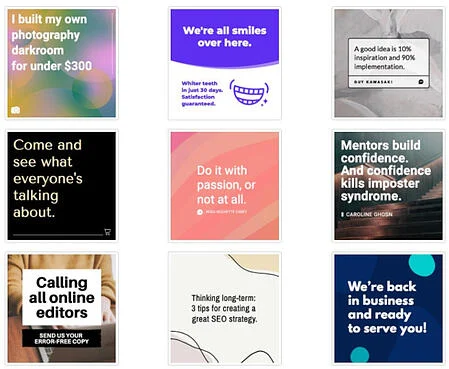 I built my own
photography
darkroom
for under $300
We're all smiles
over here.
Whiter teeth
in just 30 days.
Satisfaction
guaranteed.
A good idea is 10%
inspiration and 90%
implementation.
GUY KAWASAKI
Come and
see what
everyone's
talking
about.
Do it with
passion, or
not at all.
ROSA NOUCHETTE CAREY
Mentors build
confidence.
And confidence
kills imposter
syndrome.
CAROLINE GHOSN
Calling
all online
editors
SEND US YOUR
ERROR-FREE COPY
Thinking long-term:
3 tips for creating a
great SEO strategy.
We're back
in business
and ready
to serve you!